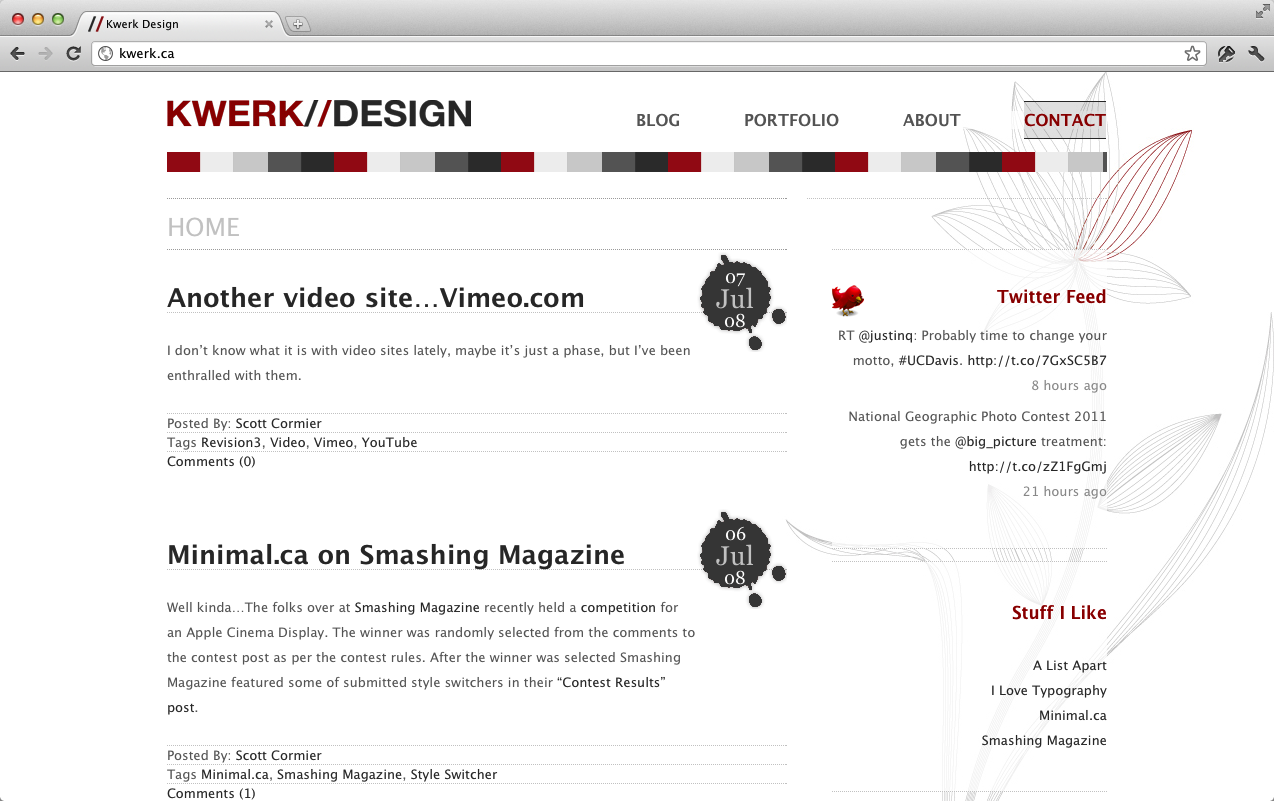 Kwerk Design
kwerk.ca
KWERK//DESIGN
BLOG PORTFOLIO ABOUT CONTACT
HOME
Another video site...Vimeo.com
07
Jul
08
I don’t know what it is with video sites lately, maybe it’s just a phase, but I’ve been
enthralled with them.
Posted By: Scott Cormier
Tags Revision3, Video, Vimeo, YouTube
Comments (0)
Minimal.ca on Smashing Magazine
06
Jul
08
Well kinda...The folks over at Smashing Magazine recently held a competition for
an Apple Cinema Display. The winner was randomly selected from the comments to
the contest post as per the contest rules. After the winner was selected Smashing
Magazine featured some of submitted style switchers in their “Contest Results”
post.
Posted By: Scott Cormier
Tags Minimal.ca, Smashing Magazine, Style Switcher
Comments (1)
Twitter Feed
RT @justinq: Probably time to change your
motto, #UCDavis. http://t.co/7GxSC5B7
8 hours ago
National Geographic Photo Contest 2011
gets the @big_picture treatment:
http://t.co/zZ1FgGmj
21 hours ago
Stuff I Like
A List Apart
I Love Typography
Minimal.ca
Smashing Magazine